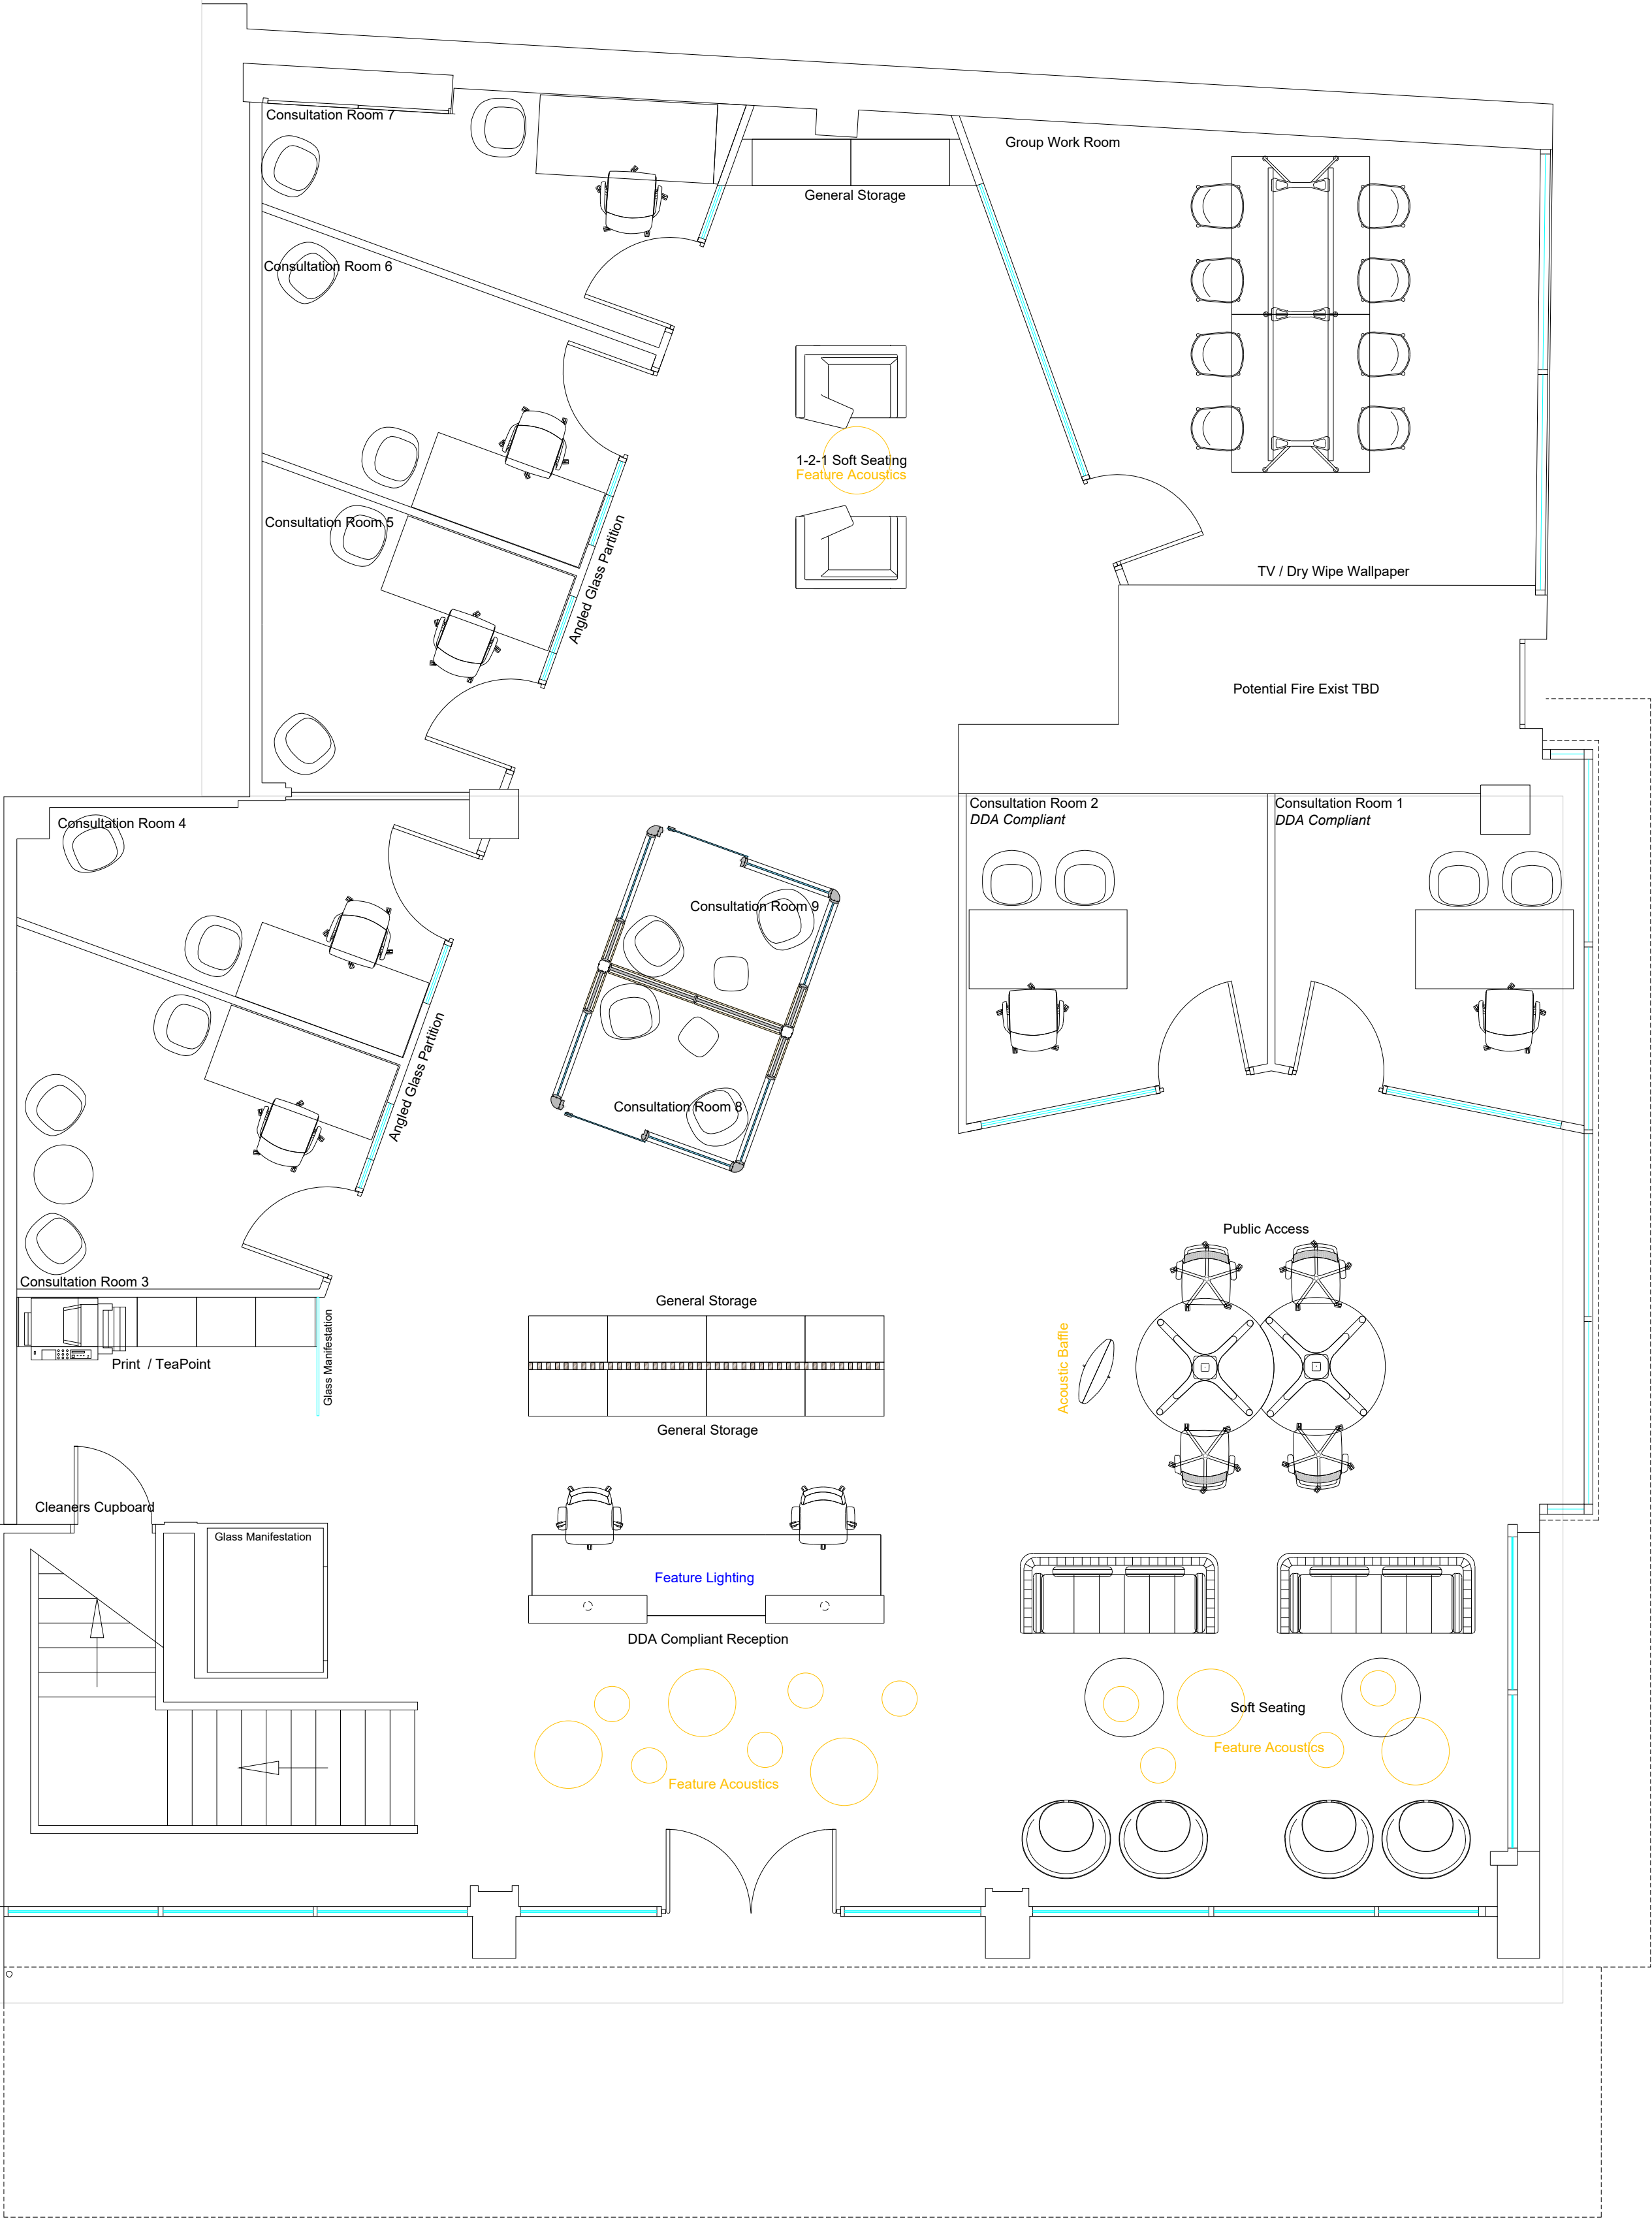 Consultation Room 7
Group Work Room
General Storage
Consultation Room 6
1-2-1 Soft Seating
Feature Acoustics
Consultation Room 5
Angled Glass Partition
TV / Dry Wipe Wallpaper
Potential Fire Exist TBD
Consultation Room 4
Consultation Room 2
DDA Compliant
Consultation Room 1
DDA Compliant
Consultation Room 9
Angled Glass Partition
Consultation Room 8
Public Access
Consultation Room 3
General Storage
Glass Manifestation
Print / TeaPoint
Acoustic Baffle
General Storage
Cleaners Cupboard
Glass Manifestation
Feature Lighting
DDA Compliant Reception
Soft Seating
Feature Acoustics
Feature Acoustics